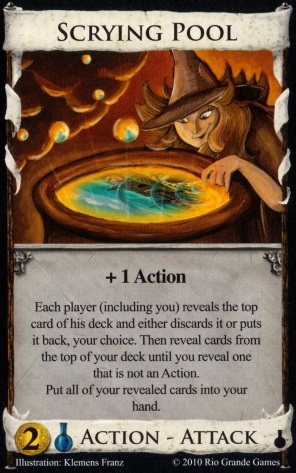 SCRYING POOL
+ 1 Action
Each player (including you) reveals the top
card of his deck and either discards it or puts
it back, your choice. Then reveal cards from
the top of your deck until you reveal one
that is not an Action.
Put all of your revealed cards into your
hand.
2 ACTION - ATTACK
Illustration: Klemens Franz © 2010 Rio Grande Games